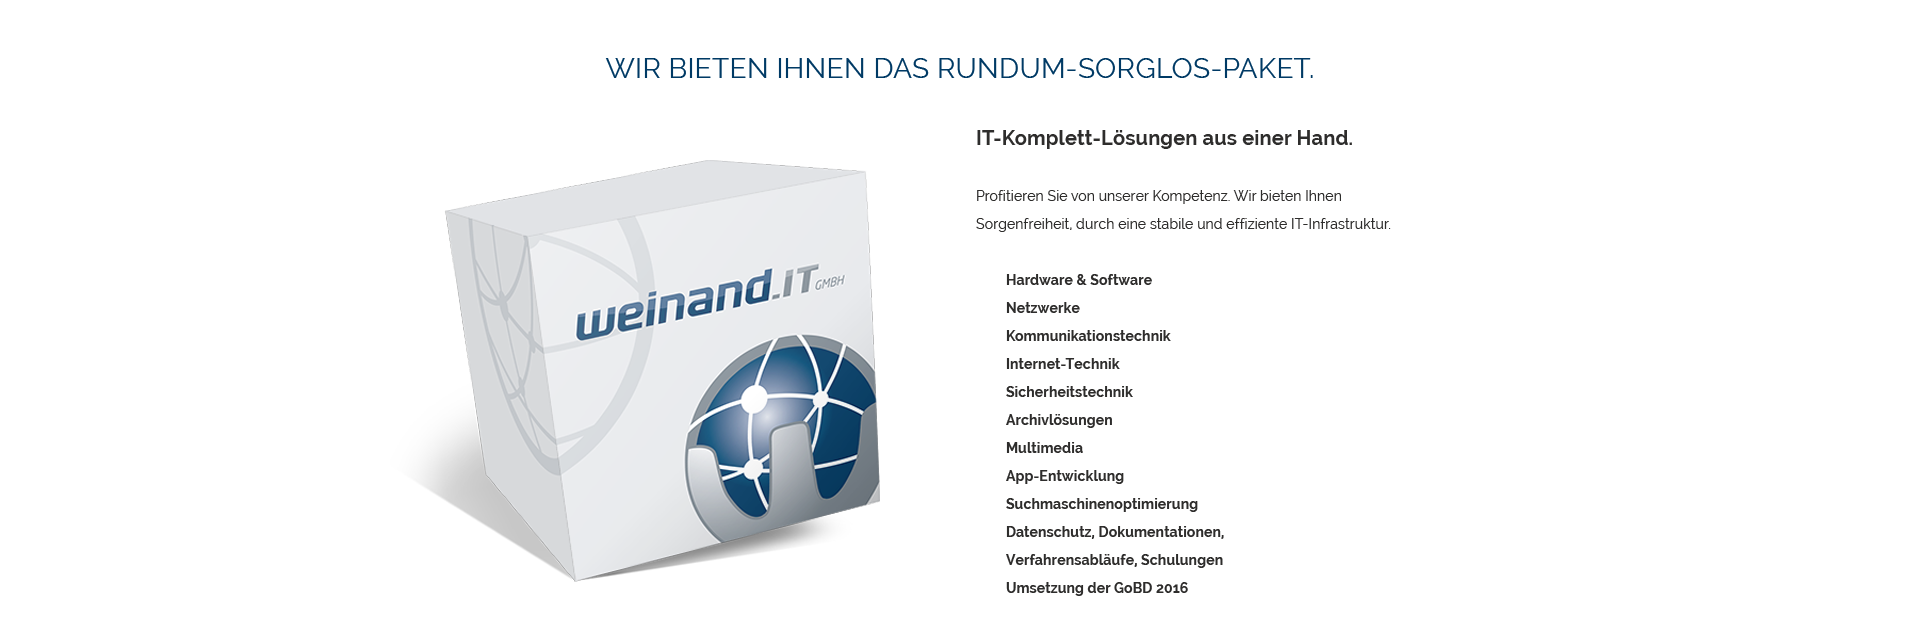 WIR BIETEN IHNEN DAS RUNDUM-SORGLOS-PAKET.
weinand.IT GMBH
IT-Komplett-Lösungen aus einer Hand.
Profitieren Sie von unserer Kompetenz. Wir bieten Ihnen
Sorgenfreiheit, durch eine stabile und effiziente IT-Infrastruktur.
Hardware & Software
Netzwerke
Kommunikationstechnik
Internet-Technik
Sicherheitstechnik
Archivlösungen
Multimedia
App-Entwicklung
Suchmaschinenoptimierung
Datenschutz, Dokumentationen,
Verfahrensabläufe, Schulungen
Umsetzung der GoBD 2016